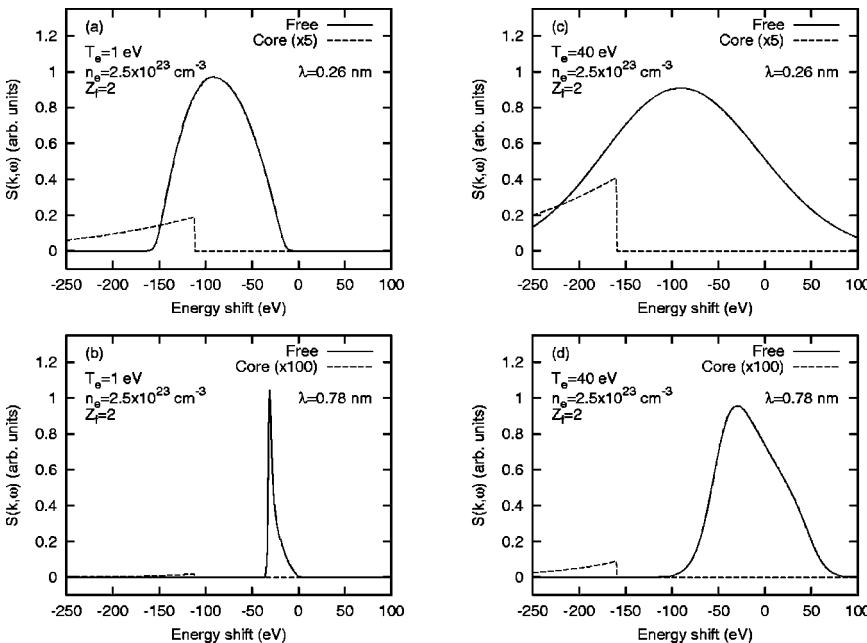 (a)
Free
Core (x5)
T_e=1 eV
n_e=2.5x10^23 cm^-3
Z_f=2
λ=0.26 nm
S(k,ω) (arb. units)
1.2
1
0.8
0.6
0.4
0.2
0
-250 -200 -150 -100 -50 0 50 100
Energy shift (eV)
(c)
Free
Core (x5)
T_e=40 eV
n_e=2.5x10^23 cm^-3
Z_f=2
λ=0.26 nm
S(k,ω) (arb. units)
1.2
1
0.8
0.6
0.4
0.2
0
-250 -200 -150 -100 -50 0 50 100
Energy shift (eV)
(b)
Free
Core (x100)
T_e=1 eV
n_e=2.5x10^23 cm^-3
Z_f=2
λ=0.78 nm
S(k,ω) (arb. units)
1.2
1
0.8
0.6
0.4
0.2
0
-250 -200 -150 -100 -50 0 50 100
Energy shift (eV)
(d)
Free
Core (x100)
T_e=40 eV
n_e=2.5x10^23 cm^-3
Z_f=2
λ=0.78 nm
S(k,ω) (arb. units)
1.2
1
0.8
0.6
0.4
0.2
0
-250 -200 -150 -100 -50 0 50 100
Energy shift (eV)